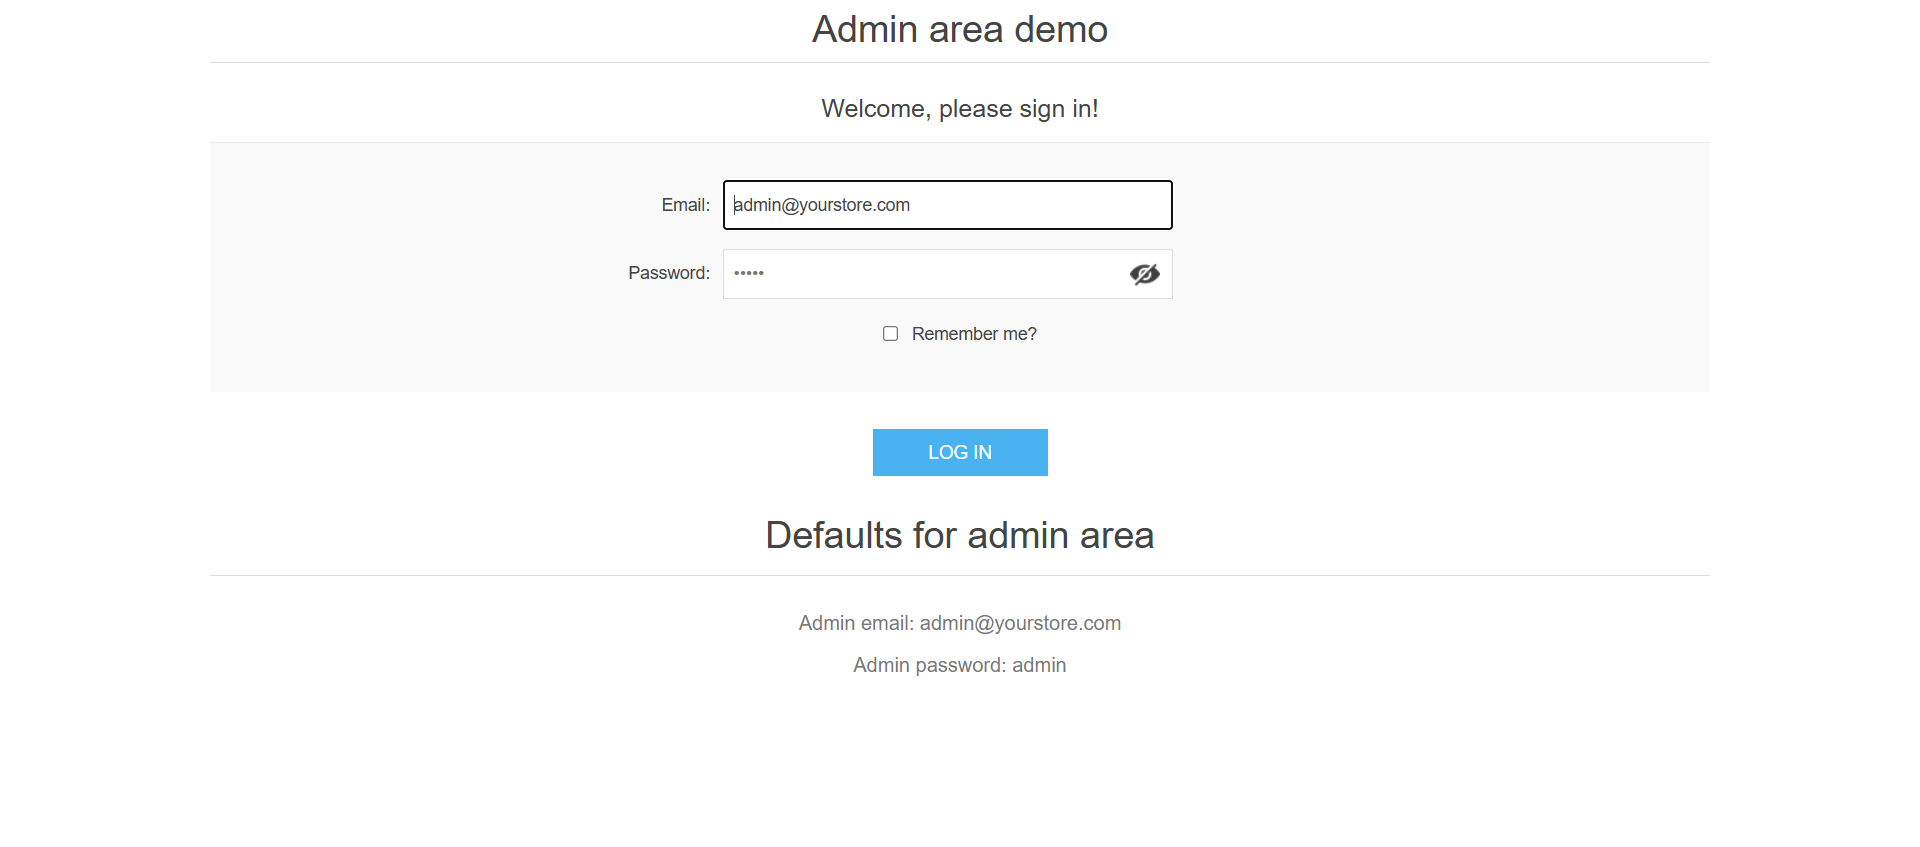 Admin area demo
Welcome, please sign in!
Email: admin@yourstore.com
Password: •••••
Remember me?
LOG IN
Defaults for admin area
Admin email: admin@yourstore.com
Admin password: admin